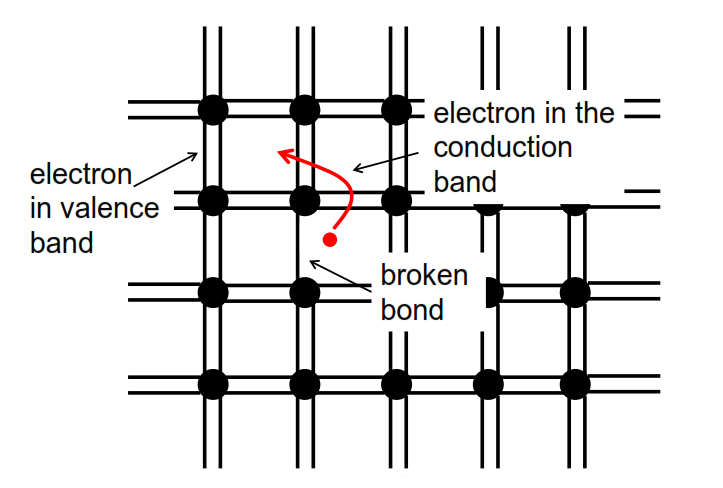 electron in the
conduction
band
electron
in valence
band
broken
bond